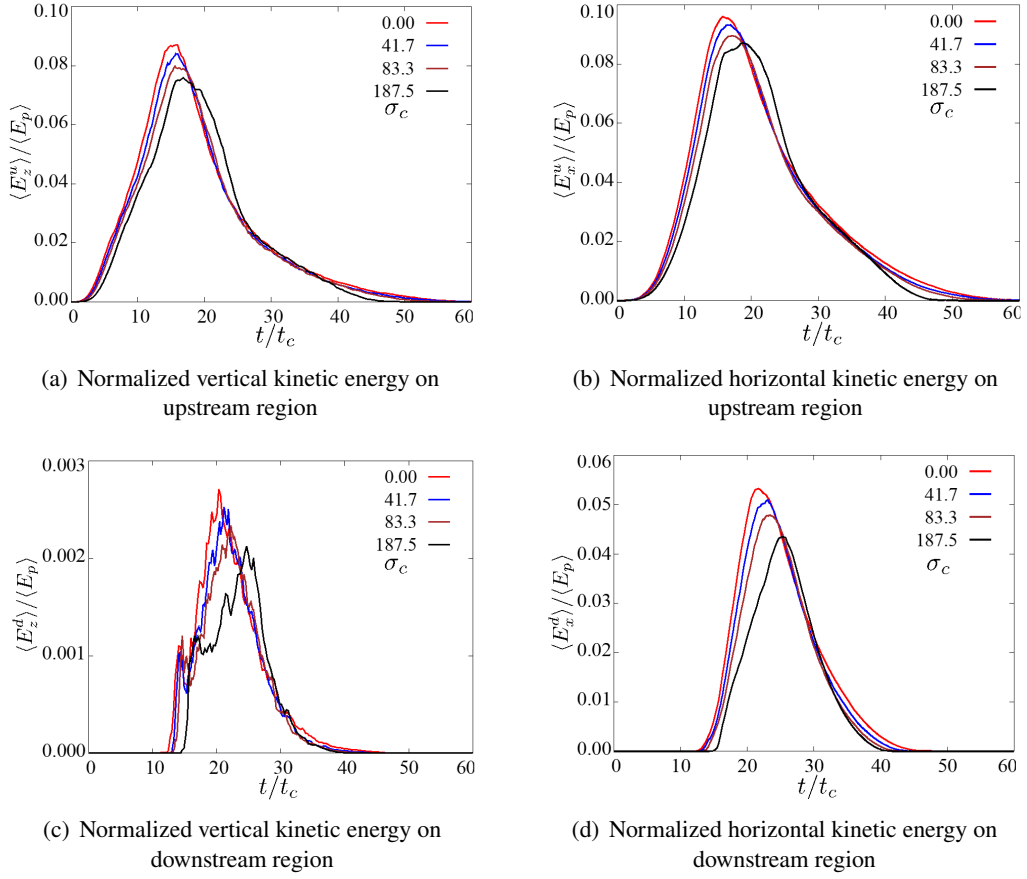 0.10
0.08
0.06
0.04
0.02
0.00
⟨E_z^u⟩/⟨E_p⟩
0.00
41.7
83.3
187.5
σ_c
0 10 20 30 40 50 60
t/t_c
(a) Normalized vertical kinetic energy on
upstream region
0.10
0.08
0.06
0.04
0.02
0.00
⟨E_x^u⟩/⟨E_p⟩
0.00
41.7
83.3
187.5
σ_c
0 10 20 30 40 50 60
t/t_c
(b) Normalized horizontal kinetic energy on
upstream region
0.003
0.002
0.001
0.000
⟨E_z^d⟩/⟨E_p⟩
0.00
41.7
83.3
187.5
σ_c
0 10 20 30 40 50 60
t/t_c
(c) Normalized vertical kinetic energy on
downstream region
0.06
0.05
0.04
0.03
0.02
0.01
0.00
⟨E_x^d⟩/⟨E_p⟩
0.00
41.7
83.3
187.5
σ_c
0 10 20 30 40 50 60
t/t_c
(d) Normalized horizontal kinetic energy on
downstream region